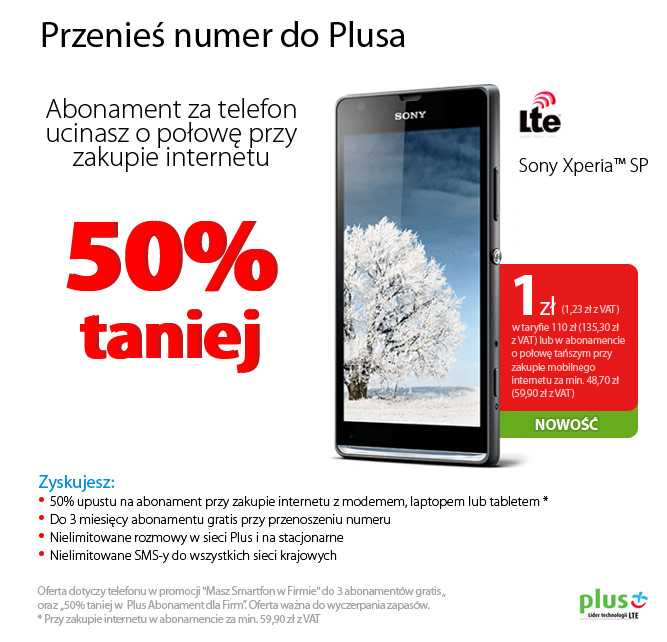 Przenieś numer do Plusa
Abonament za telefon
ucinasz o połowę przy
zakupie internetu
50%
taniej
SONY
Lte
Sony Xperia™ SP
1 zł (1,23 zł z VAT)
w taryfie 110 zł (135,30 zł
z VAT) lub w abonamencie
o połowę tańszym przy
zakupie mobilnego
internetu za min. 48,70 zł
(59,90 zł z VAT)
NOWOŚĆ
Zyskujesz:
• 50% upustu na abonament przy zakupie internetu z modemem, laptopem lub tabletem *
• Do 3 miesięcy abonamentu gratis przy przenoszeniu numeru
• Nielimitowane rozmowy w sieci Plus i na stacjonarne
• Nielimitowane SMS-y do wszystkich sieci krajowych
Oferta dotyczy telefonu w promocji "Masz Smartfon w Firmie" do 3 abonamentów gratis„
oraz „50% taniej w Plus Abonament dla Firm". Oferta ważna do wyczerpania zapasów.
* Przy zakupie internetu w abonamencie za min. 59,90 zł z VAT
plus
Lider technologii LTE